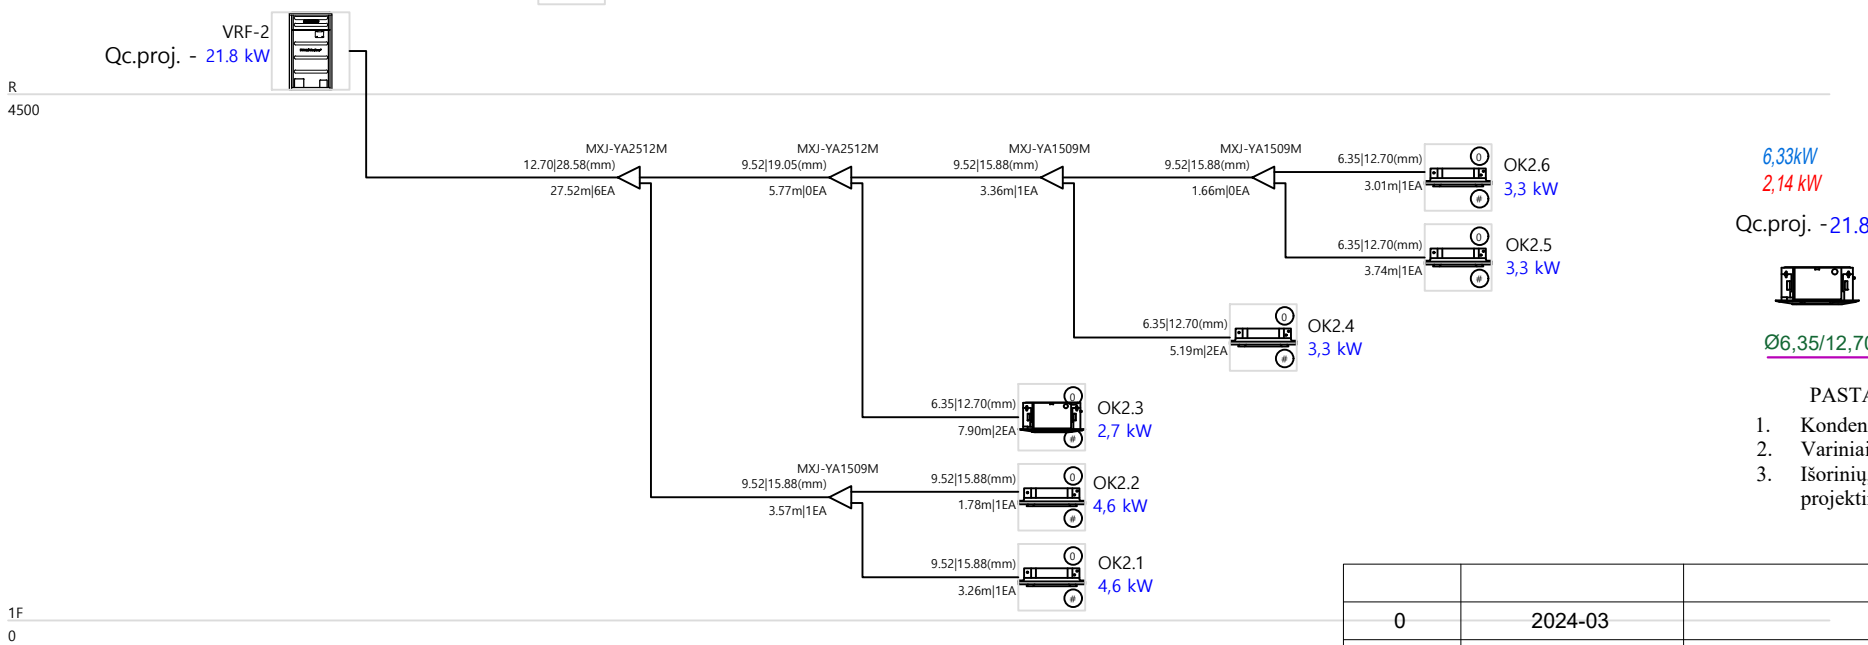 VRF-2
Qc.proj. - 21.8 kW
R
4500
MXJ-YA2512M
12.70|28.58(mm)
27.52m|6EA
MXJ-YA2512M
9.52|19.05(mm)
5.77m|0EA
MXJ-YA1509M
9.52|15.88(mm)
3.36m|1EA
MXJ-YA1509M
9.52|15.88(mm)
1.66m|0EA
6.35|12.70(mm)
3.01m|1EA
0
#
OK2.6
3,3 kW
6.35|12.70(mm)
3.74m|1EA
0
#
OK2.5
3,3 kW
6.35|12.70(mm)
5.19m|2EA
0
#
OK2.4
3,3 kW
6.35|12.70(mm)
7.90m|2EA
0
#
OK2.3
2,7 kW
MXJ-YA1509M
9.52|15.88(mm)
3.57m|1EA
9.52|15.88(mm)
1.78m|1EA
0
#
OK2.2
4,6 kW
9.52|15.88(mm)
3.26m|1EA
0
#
OK2.1
4,6 kW
1F
0
6,33kW
2,14 kW
Qc.proj. -21.8
Ø6,35/12,70
PASTA
1. Konden
2. Variniai
3. Išorinių
projekti
0 2024-03